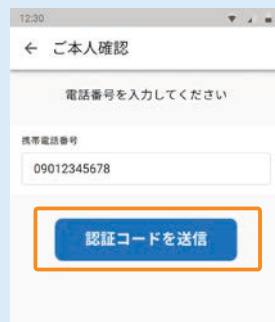 12:30
← ご本人確認
電話番号を入力してください
携帯電話番号
09012345678
認証コードを送信